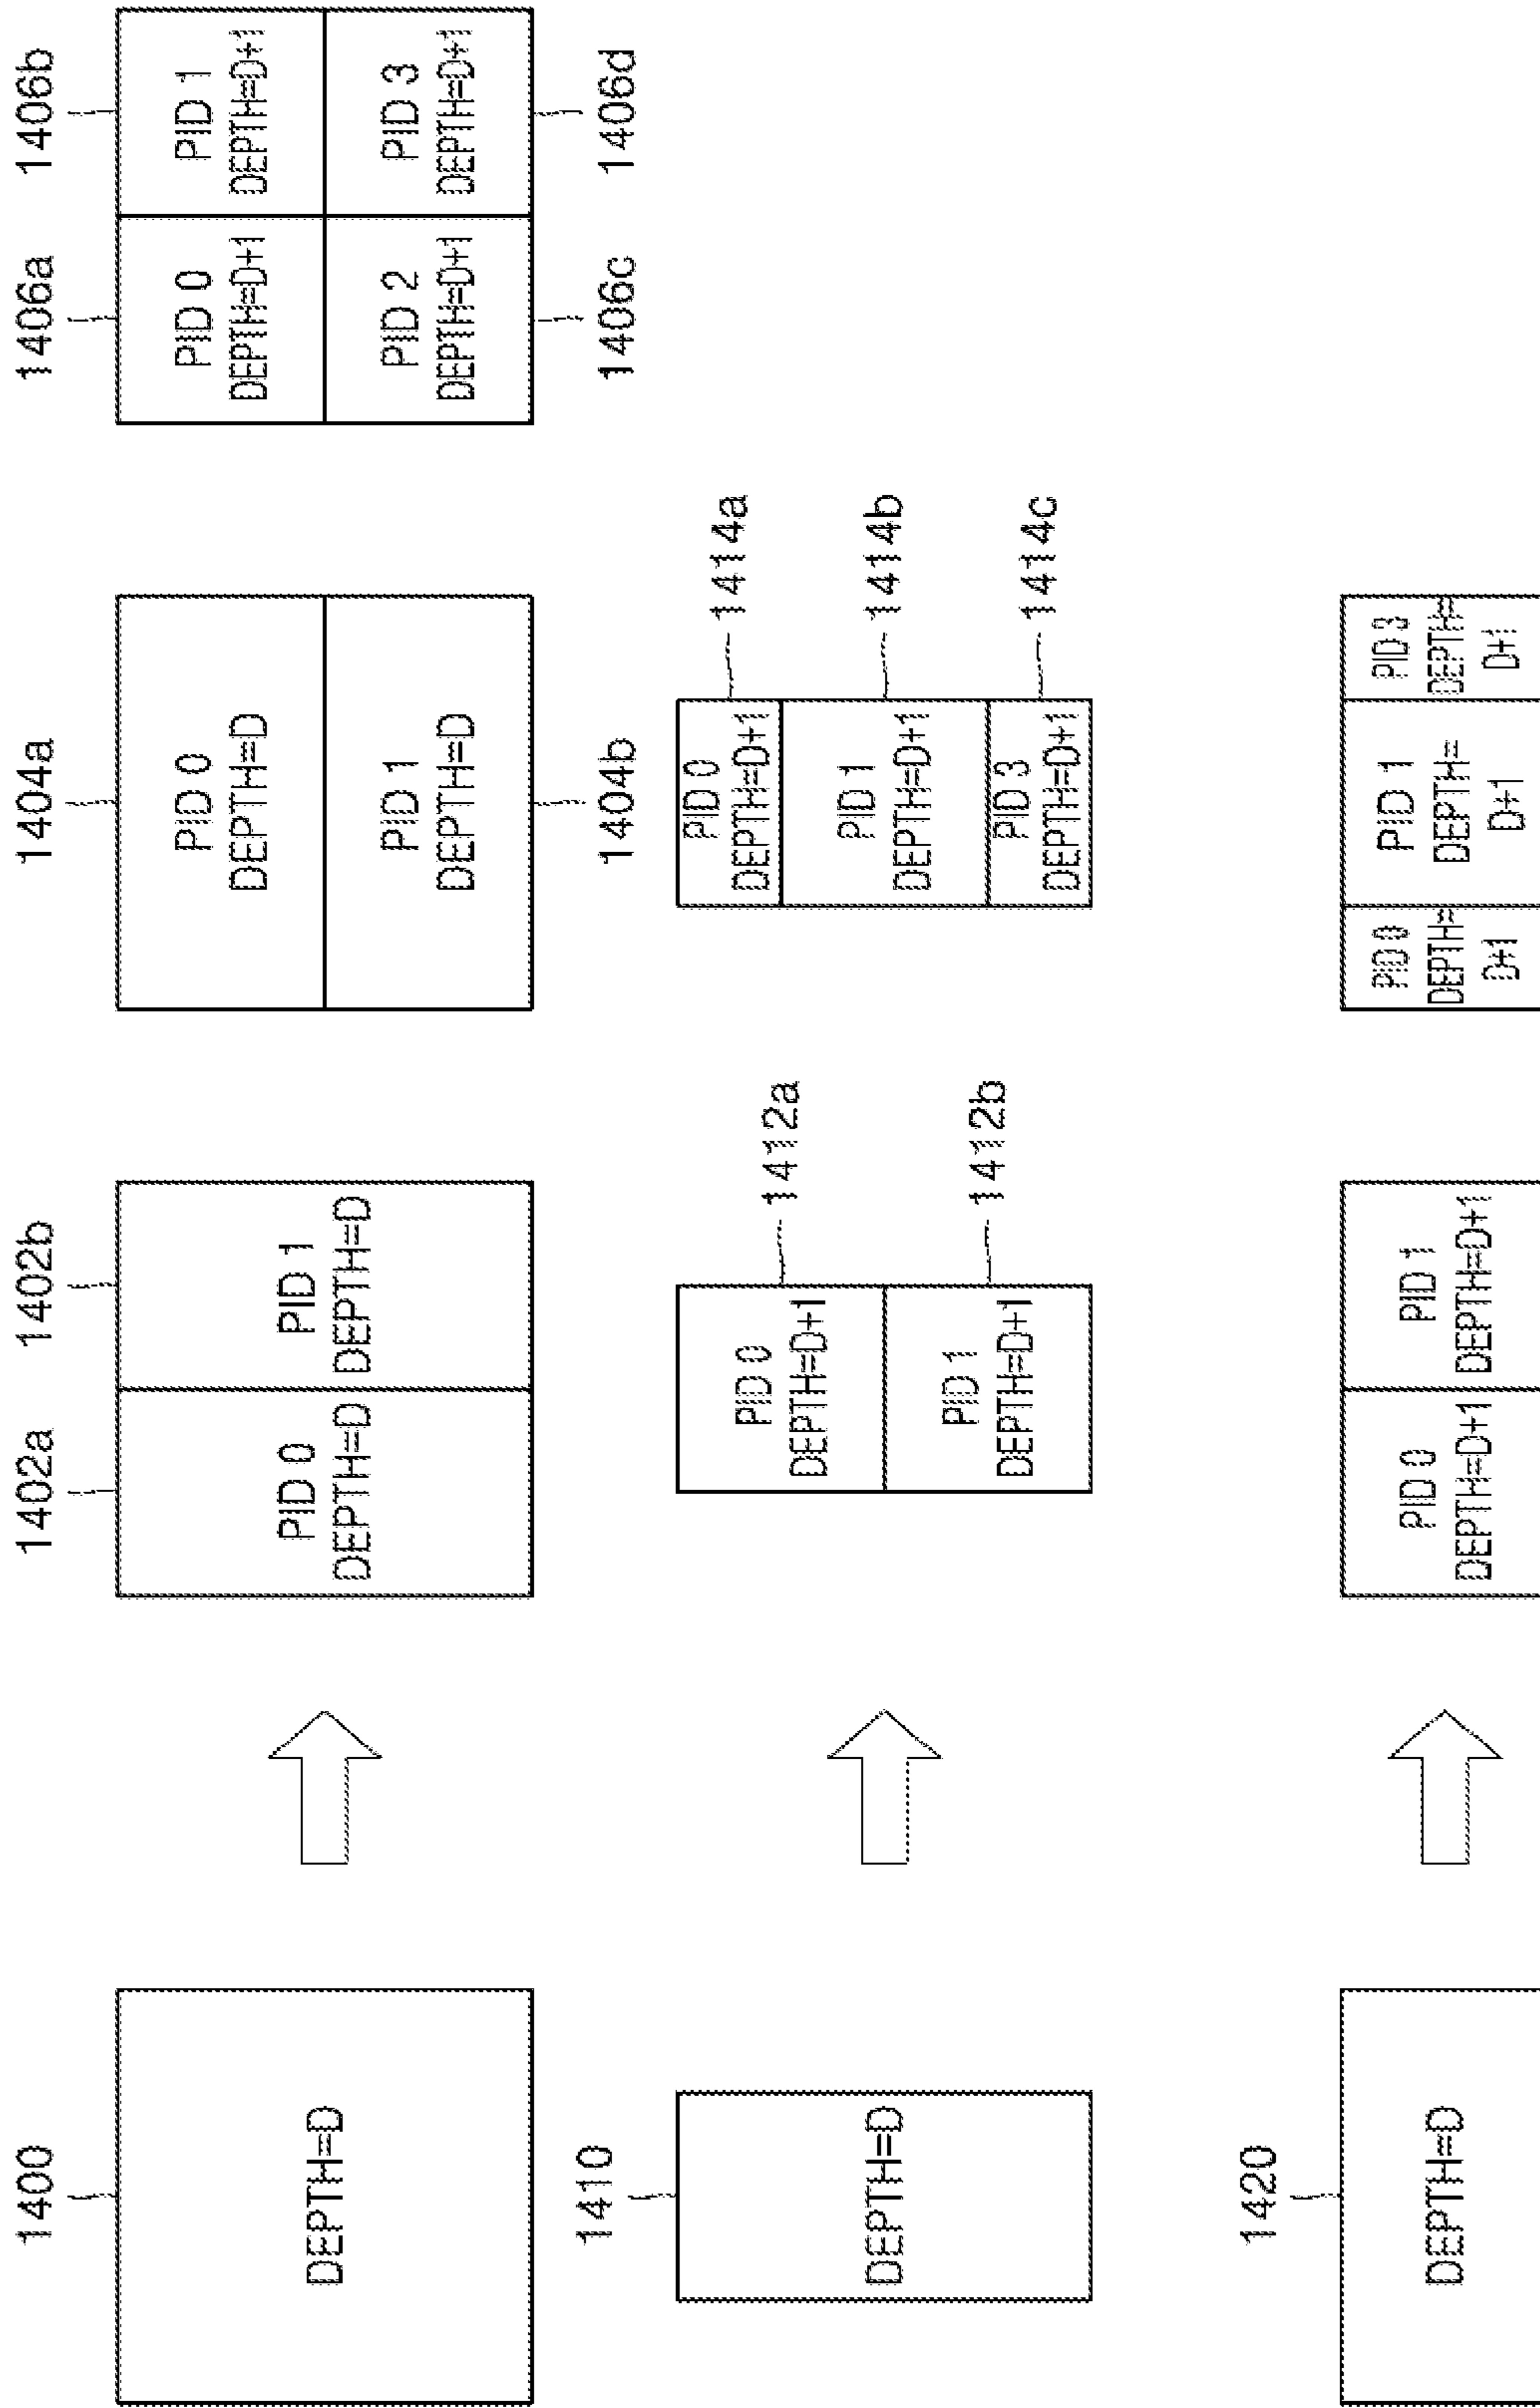 1400
DEPTH=D
1402a
1402b
PID 0
DEPTH=D
PID 1
DEPTH=D
1404a
PID 0
DEPTH=D
PID 1
DEPTH=D
1404b
1406a
1406b
PID 0
DEPTH=D+1
PID 1
DEPTH=D+1
PID 2
DEPTH=D+1
PID 3
DEPTH=D+1
1406c
1406d
1410
DEPTH=D
PID 0
DEPTH=D+1
1412a
PID 1
DEPTH=D+1
1412b
PID 0
DEPTH=D+1
1414a
PID 1
DEPTH=D+1
1414b
PID 3
DEPTH=D+1
1414c
1420
DEPTH=D
PID 0
DEPTH=D+1
PID 1
DEPTH=D+1
PID 0
DEPTH=
D+1
PID 1
DEPTH=
D+1
PID 3
DEPTH=
D+1